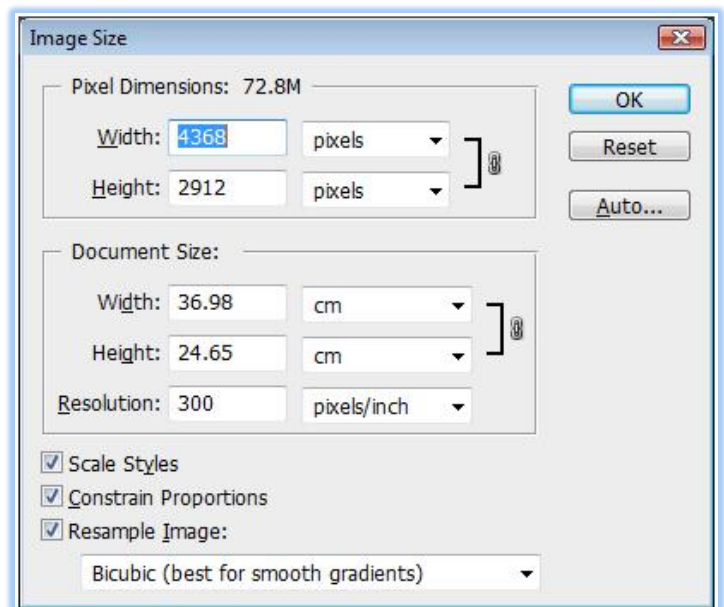 Image Size
Pixel Dimensions: 72.8M
OK
Width: 4368 pixels
Reset
Height: 2912 pixels
Auto...
Document Size:
Width: 36.98 cm
Height: 24.65 cm
Resolution: 300 pixels/inch
Scale Styles
Constrain Proportions
Resample Image:
Bicubic (best for smooth gradients)